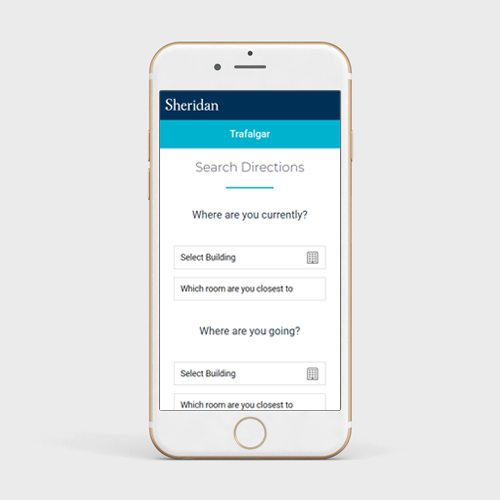 Sheridan
Trafalgar
Search Directions
Where are you currently?
Select Building
Which room are you closest to
Where are you going?
Select Building
Which room are you closest to